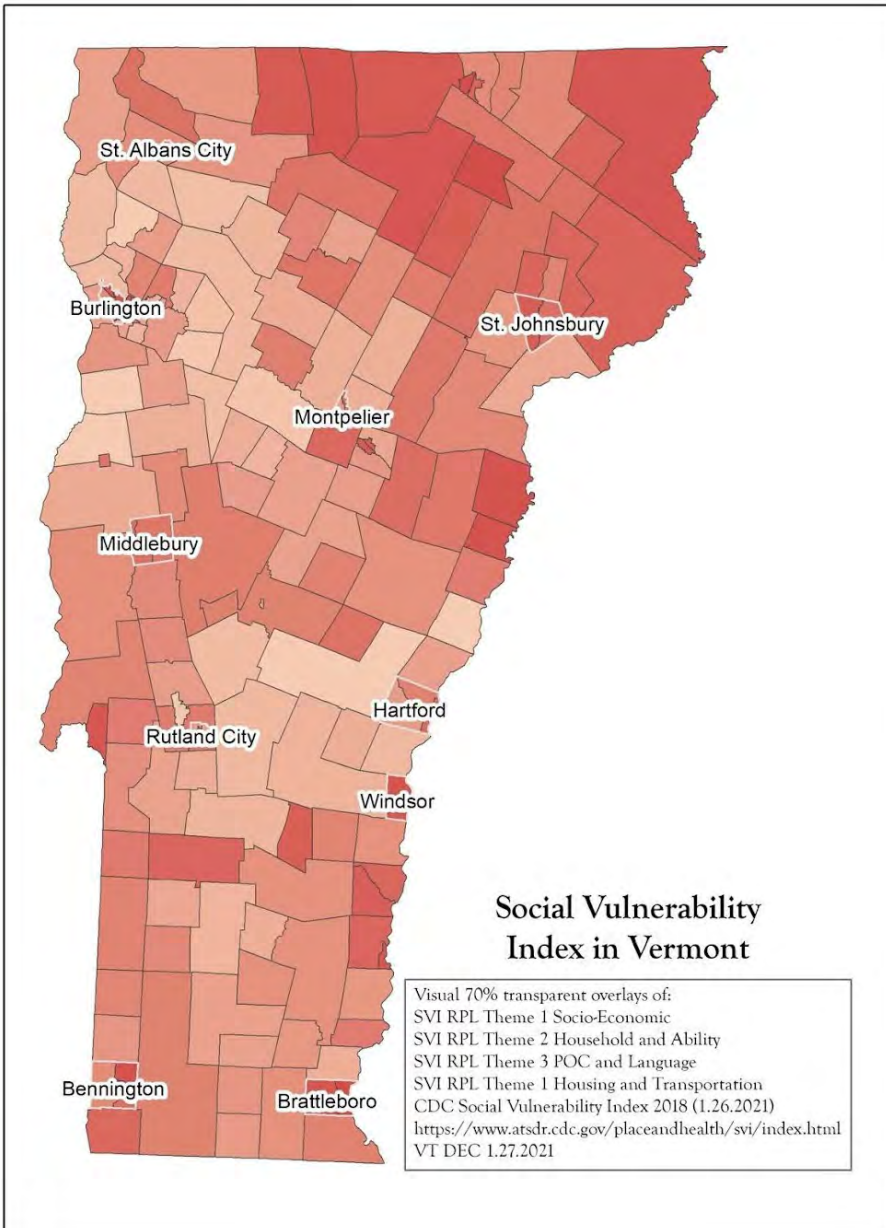 St. Albans City
Burlington
St. Johnsbury
Montpelier
Middlebury
Hartford
Rutland City
Windsor
Bennington
Brattleboro
Social Vulnerability
Index in Vermont
Visual 70% transparent overlays of:
SVI RPL Theme 1 Socio-Economic
SVI RPL Theme 2 Household and Ability
SVI RPL Theme 3 POC and Language
SVI RPL Theme 1 Housing and Transportation
CDC Social Vulnerability Index 2018 (1.26.2021)
https://www.atsdr.cdc.gov/placeandhealth/svi/index.html
VT DEC 1.27.2021